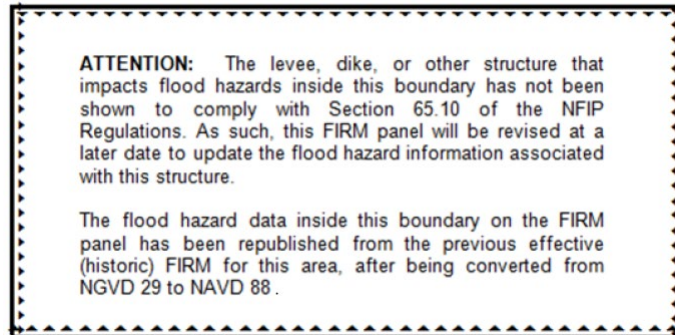 ATTENTION: The levee, dike, or other structure that
impacts flood hazards inside this boundary has not been
shown to comply with Section 65.10 of the NFIP
Regulations. As such, this FIRM panel will be revised at a
later date to update the flood hazard information associated
with this structure.
The flood hazard data inside this boundary on the FIRM
panel has been republished from the previous effective
(historic) FIRM for this area, after being converted from
NGVD 29 to NAVD 88.